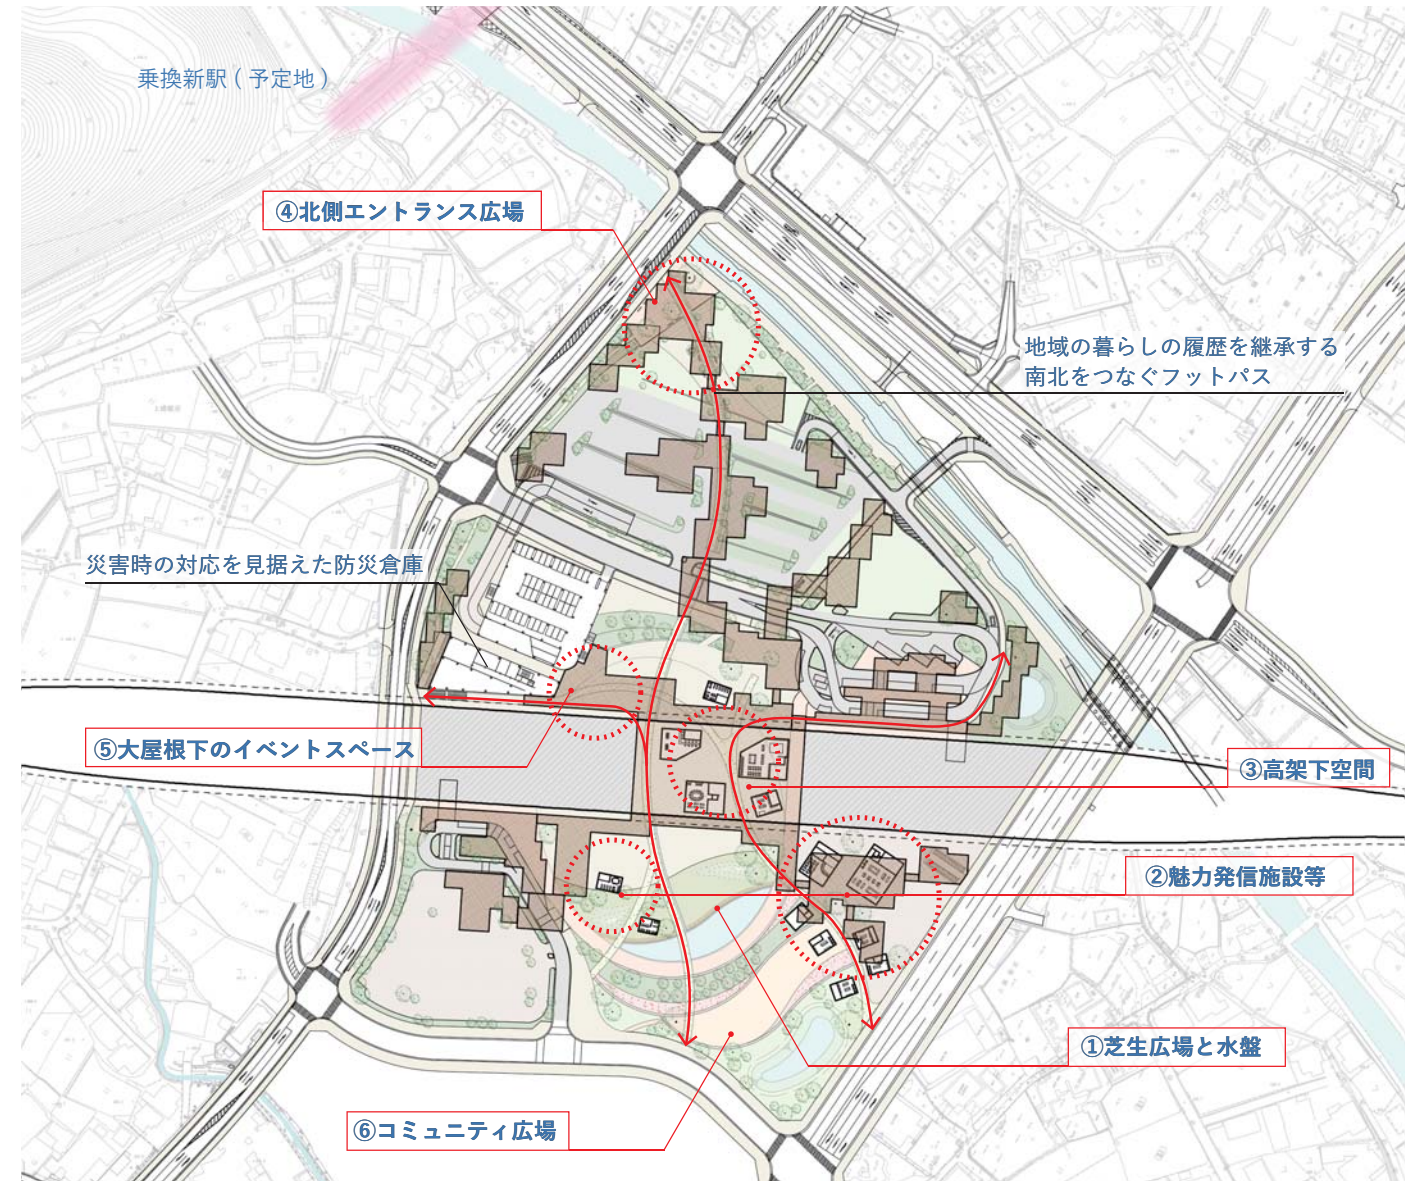 乗換新駅 ( 予定地 )
④北側エントランス広場
地域の暮らしの履歴を継承する
南北をつなぐフットパス
災害時の対応を見据えた防災倉庫
⑤大屋根下のイベントスペース
③高架下空間
②魅力発信施設等
①芝生広場と水盤
⑥コミュニティ広場